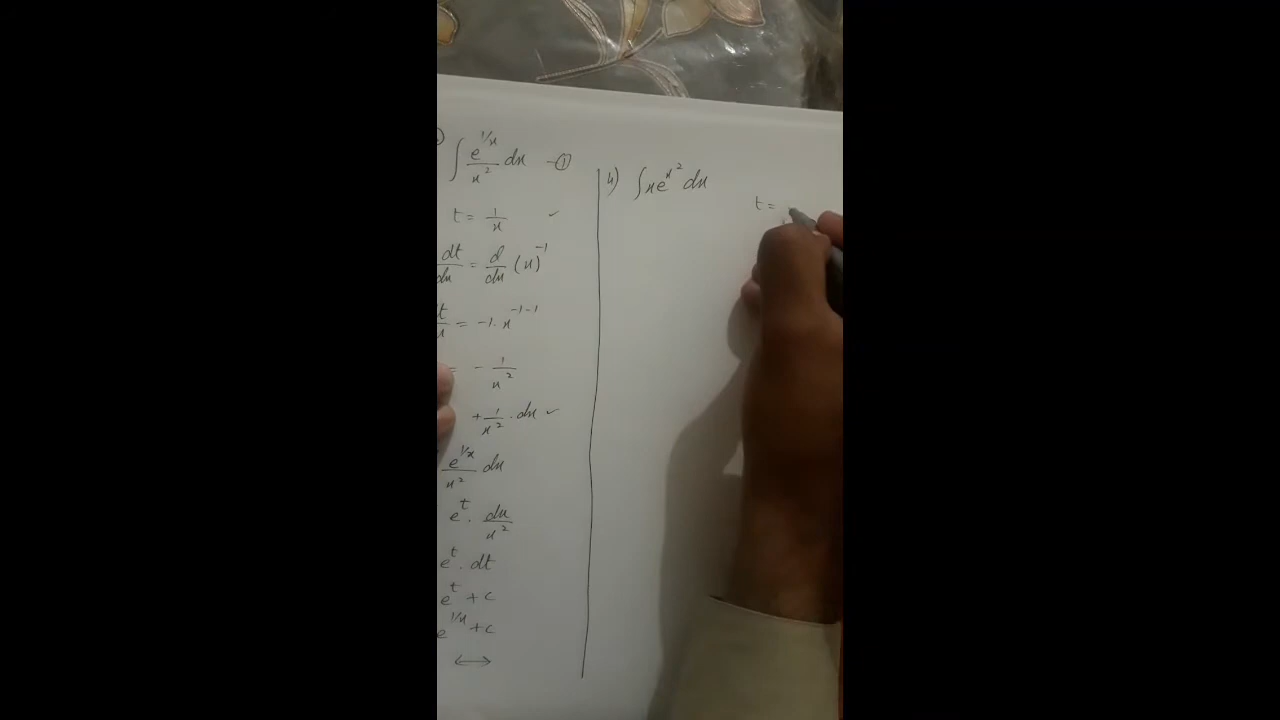 ∫ e^{1/x}/x² dx -①
t = 1/x ✓
dt/dx = d/dx (x)^{-1}
= -1·x^{-1-1}
= - 1/x²
+ 1/x² · dx ✓
e^{1/x}/x² dx
e^t · dx/x²
e^t · dt
e^t + c
e^{1/x} + c
↔
4) ∫ x e^{x²} dx
t =